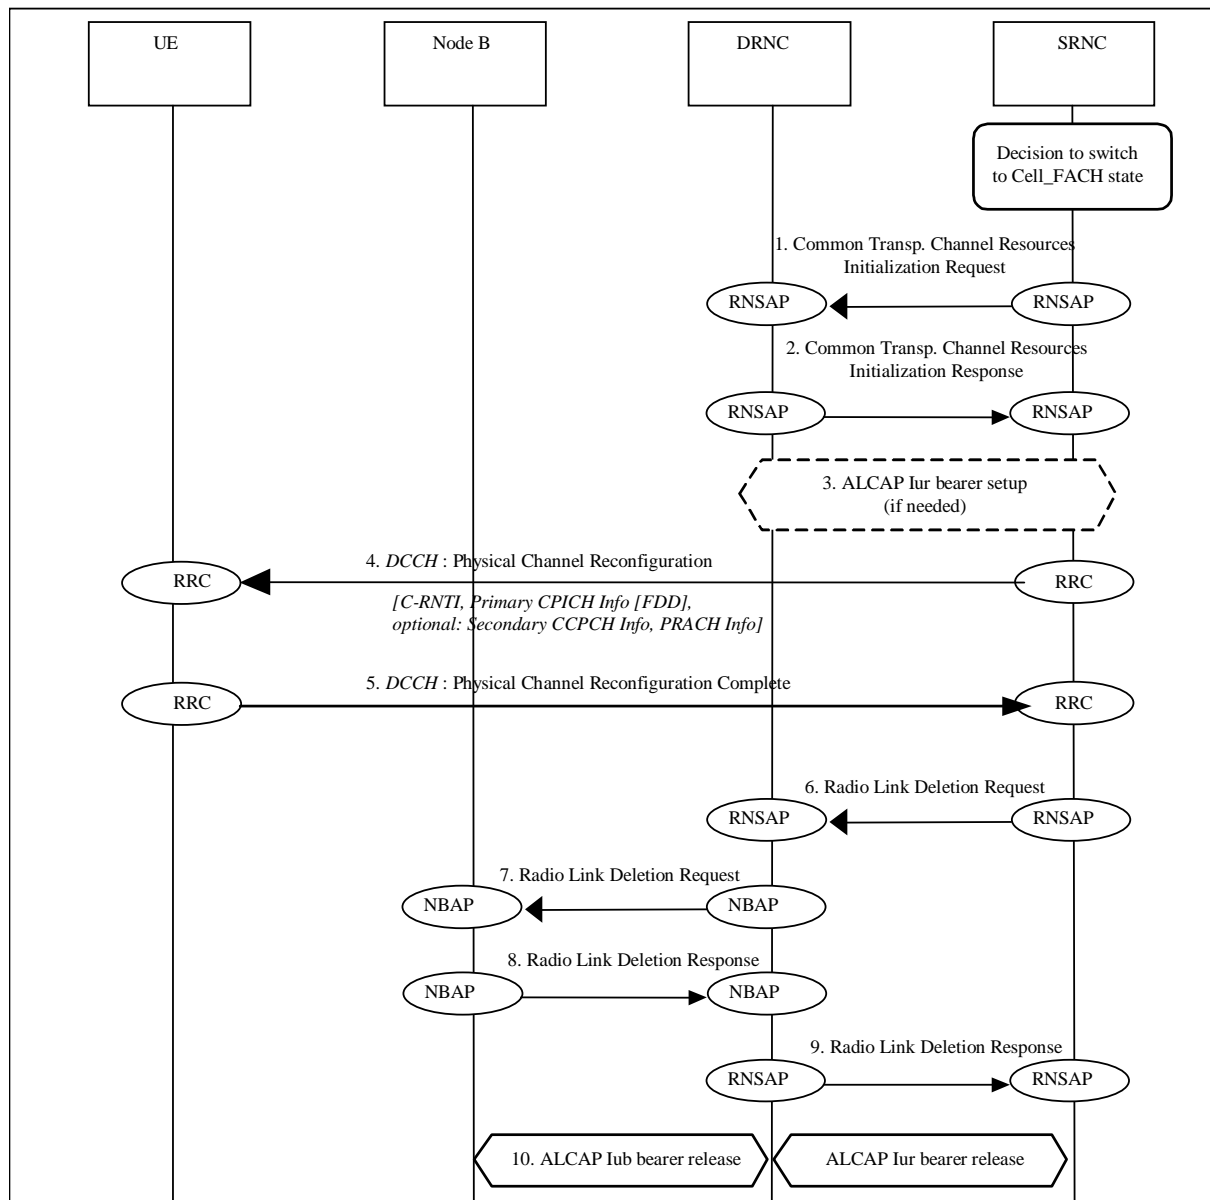 UE
Node B
DRNC
SRNC
Decision to switch
to Cell_FACH state
1. Common Transp. Channel Resources
Initialization Request
RNSAP
RNSAP
2. Common Transp. Channel Resources
Initialization Response
RNSAP
RNSAP
3. ALCAP Iur bearer setup
(if needed)
4. DCCH : Physical Channel Reconfiguration
RRC
RRC
[C-RNTI, Primary CPICH Info [FDD],
optional: Secondary CCPCH Info, PRACH Info]
5. DCCH : Physical Channel Reconfiguration Complete
RRC
RRC
6. Radio Link Deletion Request
RNSAP
RNSAP
7. Radio Link Deletion Request
NBAP
NBAP
8. Radio Link Deletion Response
NBAP
NBAP
9. Radio Link Deletion Response
RNSAP
RNSAP
10. ALCAP Iub bearer release
ALCAP Iur bearer release